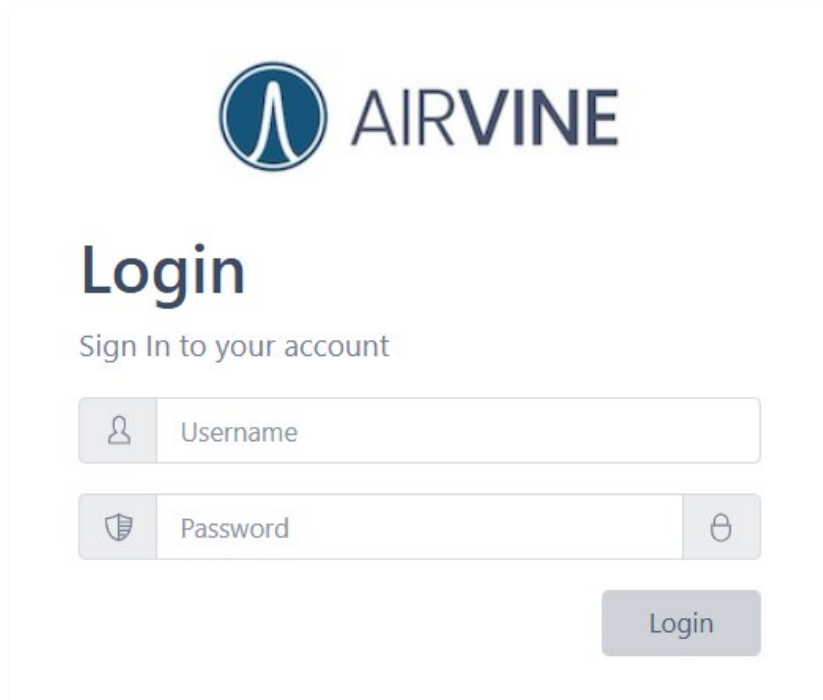 AIRVINE
Login
Sign In to your account
Username
Password
Login